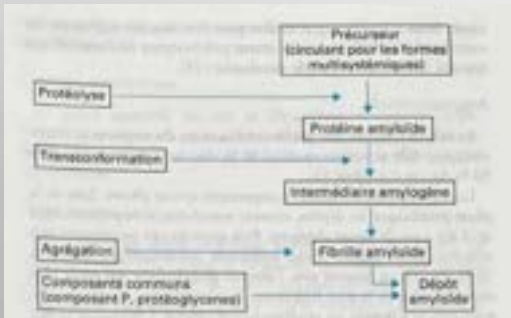 Précurseur
(circulant pour les formes
multisystémiques)
Protéolyse
Protéine amyloïde
Transconformation
Intermédiaire amylogène
Agrégation
Fibrille amyloïde
Composants communs
(composant P, protéoglycanes)
Dépôt
amyloïde